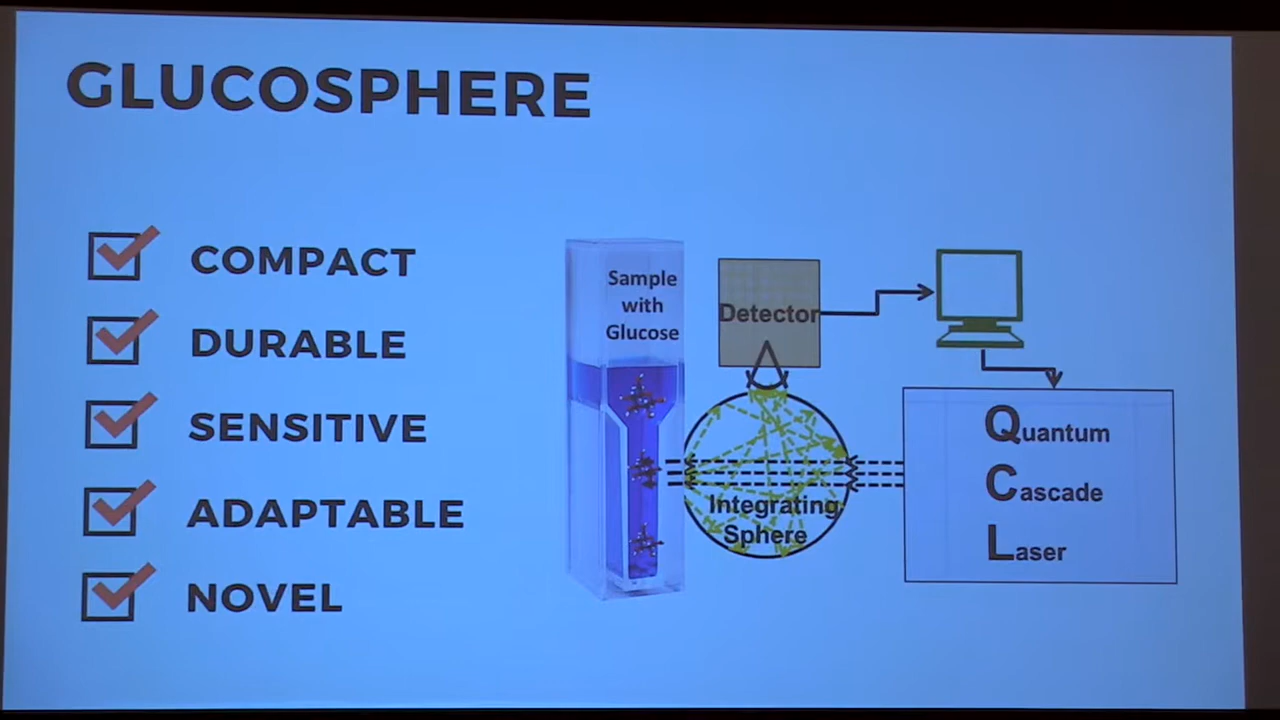 GLUCOSPHERE
COMPACT
DURABLE
SENSITIVE
ADAPTABLE
NOVEL
Sample
with
Glucose
Detector
Integrating
Sphere
Quantum
Cascade
Laser